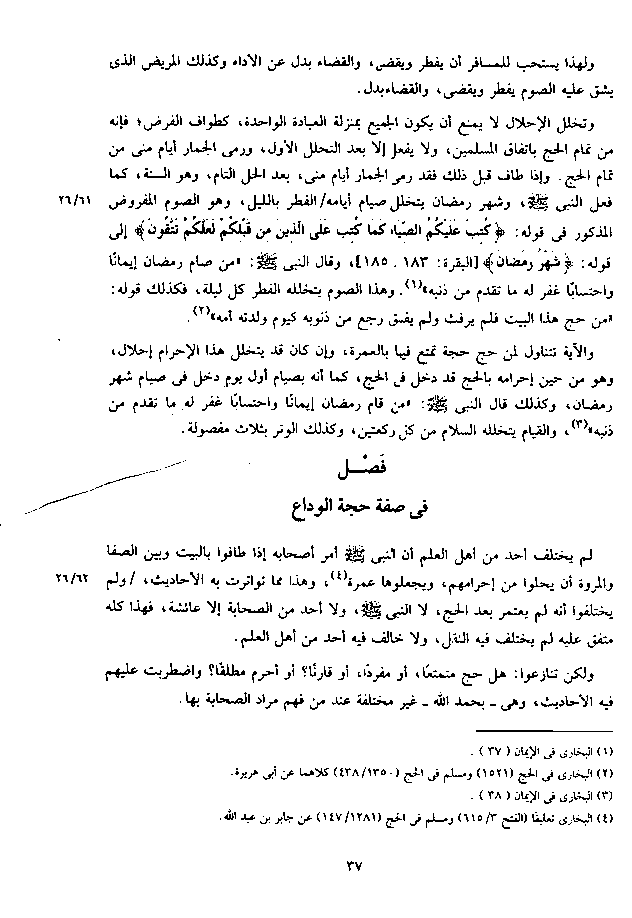 ولهذا يستحب للمسافر أن يفطر ويقضى، والقضاء بدل عن الأداء وكذلك المريض الذى
يشق عليه الصوم يفطر ويقضى، والقضاء بدل.
وتخلل الإحلال لا يمنع أن يكون الجميع بمنزلة العبادة الواحدة، كطواف الفرض؛ فإنه
من تمام الحج باتفاق المسلمين، ولا يفعل إلا بعد التحلل الأول، ورمى الجمار أيام منى من
تمام الحج. وإذا طاف قبل ذلك فقد رمى الجمار أيام منى، بعد الحل التام، وهو السنة، كما
٢٦/٦١ فعل النبى ﷺ، وشهر رمضان يتخلل صيام أيامه/ الفطر بالليل، وهو الصوم المفروض
المذكور فى قوله: ﴿كُتِبَ عَلَيْكُمُ الصِّيَامُ كَمَا كُتِبَ عَلَى الَّذِينَ مِن قَبْلِكُمْ لَعَلَّكُمْ تَتَّقُونَ﴾ إلى
قوله: ﴿شَهْرُ رَمَضَانَ﴾ [البقرة: ١٨٣ ـ ١٨٥]، وقال النبى ﷺ: «من صام رمضان إيمانًا
واحتسابًا غفر له ما تقدم من ذنبه»(١). وهذا الصوم يتخلله الفطر كل ليلة، فكذلك قوله:
«من حج هذا البيت فلم يرفث ولم يفسق رجع من ذنوبه كيوم ولدته أمه»(٢).
والآية تتناول لمن حج حجة تمتع فيها بالعمرة، وإن كان قد يتخلل هذا الإحرام إحلال،
وهو من حين إحرامه بالحج قد دخل فى الحج، كما أنه بصيام أول يوم دخل فى صيام شهر
رمضان، وكذلك قال النبى ﷺ: «من قام رمضان إيمانًا واحتسابًا غفر له ما تقدم من
ذنبه»(٣)، والقيام يتخلله السلام من كل ركعتين، وكذلك الوتر بثلاث مفصولة.
فَصْــل
فى صفة حجة الوداع
لم يختلف أحد من أهل العلم أن النبى ﷺ أمر أصحابه إذا طافوا بالبيت وبين الصفا
٢٦/٦٢ والمروة أن يحلوا من إحرامهم، ويجعلوها عمرة(٤)، وهذا مما تواترت به الأحاديث، / ولم
يختلفوا أنه لم يعتمر بعد الحج، لا النبى ﷺ، ولا أحد من الصحابة إلا عائشة، فهذا كله
متفق عليه لم يختلف فيه النقل، ولا خالف فيه أحد من أهل العلم.
ولكن تنازعوا: هل حج متمتعًا، أو مفردًا، أو قارنًا؟ أو أحرم مطلقًا؟ واضطربت عليهم
فيه الأحاديث، وهى ـ بحمد الله ـ غير مختلفة عند من فهم مراد الصحابة بها.
(١) البخارى فى الإيمان ( ٣٧ ) .
(٢) البخارى فى الحج (١٥٢١) ومسلم فى الحج (١٣٥٠/ ٤٣٨) كلاهما عن أبى هريرة.
(٣) البخارى فى الإيمان ( ٣٨ ) .
(٤) البخارى تعليقًا (الفتح ٣/ ٦١٥) ومسلم فى الحج (١٢٨١/ ١٤٧) عن جابر بن عبد الله.
٣٧